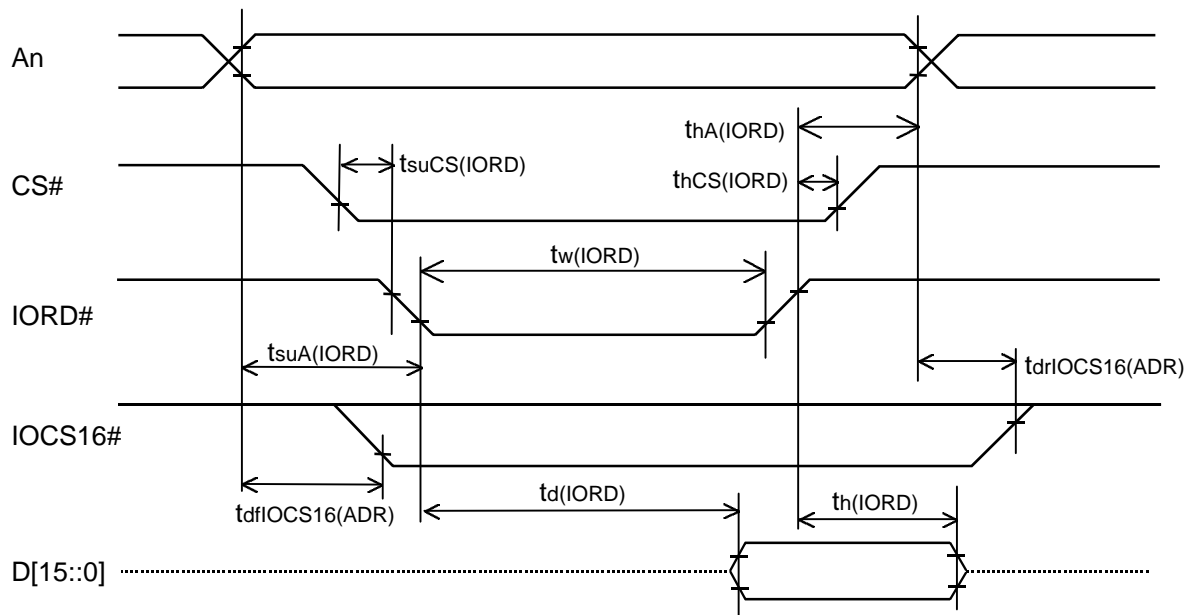 An
thA(IORD)
tsuCS(IORD)
thCS(IORD)
CS#
tw(IORD)
IORD#
tsuA(IORD)
tdrIOCS16(ADR)
IOCS16#
td(IORD)
th(IORD)
tdfIOCS16(ADR)
D[15::0]